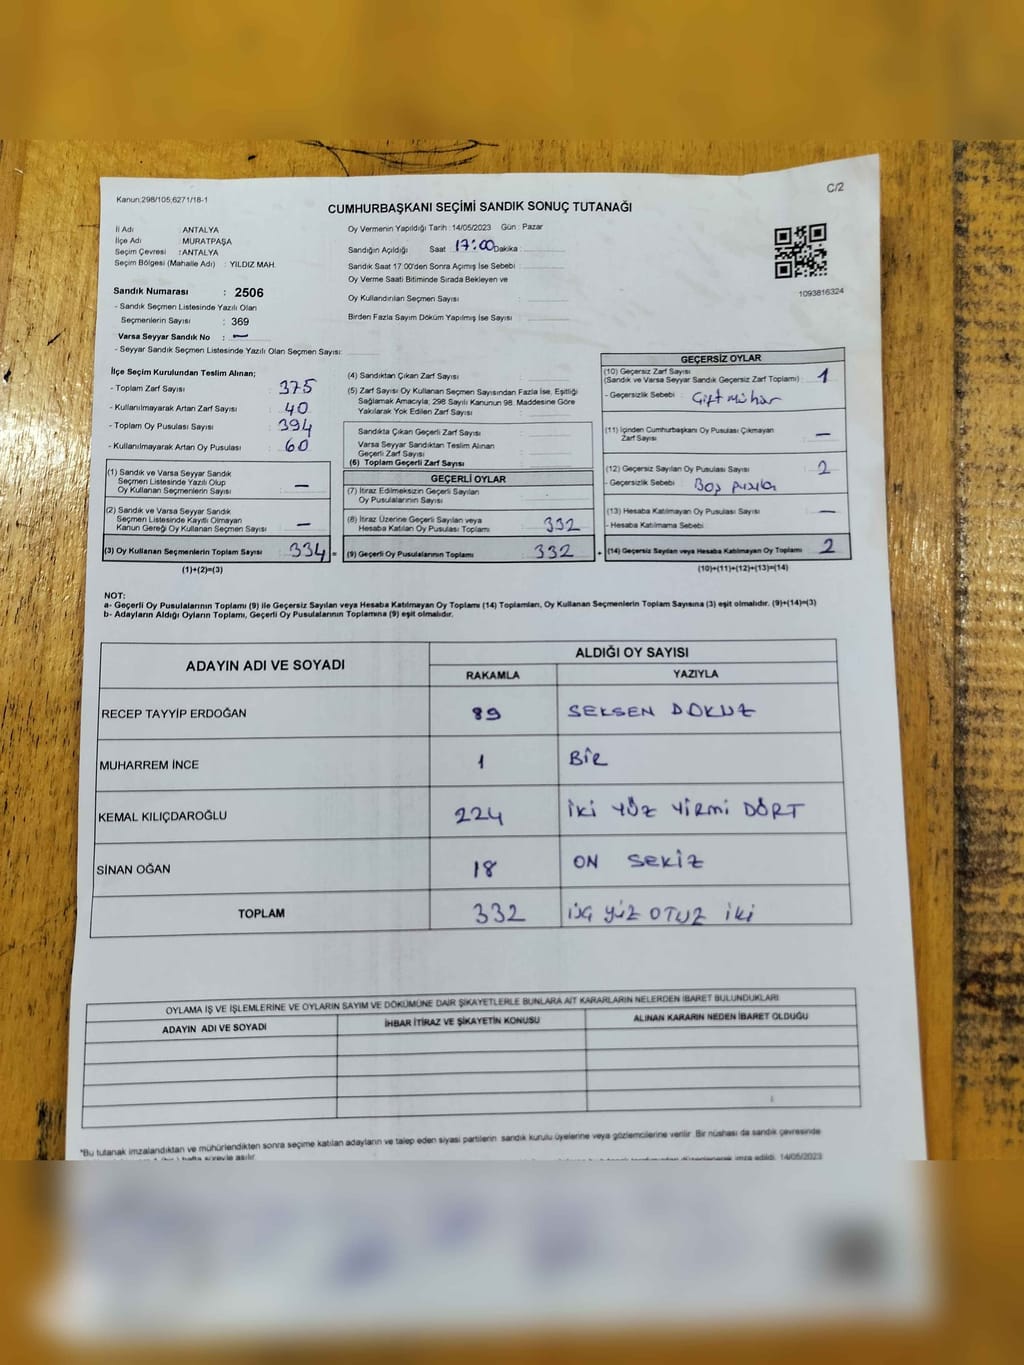 Kanun:298/105,6271/18-1
C/2
CUMHURBAŞKANI SEÇİMİ SANDIK SONUÇ TUTANAĞI
İl Adı : ANTALYA
İlçe Adı : MURATPAŞA
Seçim Çevresi : ANTALYA
Seçim Bölgesi (Mahalle Adı) : YILDIZ MAH.
Sandık Numarası : 2506
- Sandık Seçmen Listesinde Yazılı Olan
Seçmenlerin Sayısı : 369
Varsa Seyyar Sandık No : —
- Seyyar Sandık Seçmen Listesinde Yazılı Olan Seçmen Sayısı:
Oy Vermenin Yapıldığı Tarih : 14/05/2023 Gün : Pazar
Sandığın Açıldığı Saat 17:00 Dakika :
Sandık Saat 17:00'den Sonra Açımış İse Sebebi :
Oy Verme Saati Bitiminde Sırada Bekleyen ve
Oy Kullandırılan Seçmen Sayısı :
Birden Fazla Sayım Döküm Yapılmış İse Sayısı :
1093816324
İlçe Seçim Kurulundan Teslim Alınan;
- Toplam Zarf Sayısı : 375
- Kullanılmayarak Artan Zarf Sayısı : 40
- Toplam Oy Pusulası Sayısı : 394
- Kullanılmayarak Artan Oy Pusulası : 60
(1) Sandık ve Varsa Seyyar Sandık
Seçmen Listesinde Yazılı Olup
Oy Kullanan Seçmenlerin Sayısı : —
(2) Sandık ve Varsa Seyyar Sandık
Seçmen Listesinde Kayıtlı Olmayan
Kanun Gereği Oy Kullanan Seçmen Sayısı : —
(3) Oy Kullanan Seçmenlerin Toplam Sayısı : 334 =
(1)+(2)=(3)
(4) Sandıktan Çıkan Zarf Sayısı :
(5) Zarf Sayısı Oy Kullanan Seçmen Sayısından Fazla İse, Eşitliği
Sağlamak Amacıyla; 298 Sayılı Kanunun 98. Maddesine Göre
Yakılarak Yok Edilen Zarf Sayısı :
Sandıkta Çıkan Geçerli Zarf Sayısı :
Varsa Seyyar Sandıktan Teslim Alınan
Geçerli Zarf Sayısı :
(6) Toplam Geçerli Zarf Sayısı :
GEÇERLİ OYLAR
(7) İtiraz Edilmeksizin Geçerli Sayılan
Oy Pusulalarının Sayısı :
(8) İtiraz Üzerine Geçerli Sayılan veya
Hesaba Katılan Oy Pusulası Toplamı : 332
(9) Geçerli Oy Pusulalarının Toplamı : 332 +
GEÇERSİZ OYLAR
(10) Geçersiz Zarf Sayısı
(Sandık ve Varsa Seyyar Sandık Geçersiz Zarf Toplamı) : 1
- Geçersizlik Sebebi : Çift mühür
(11) İçinden Cumhurbaşkanı Oy Pusulası Çıkmayan
Zarf Sayısı : —
(12) Geçersiz Sayılan Oy Pusulası Sayısı : 2
- Geçersizlik Sebebi : Boş pusula
(13) Hesaba Katılmayan Oy Pusulası Sayısı : —
- Hesaba Katılmama Sebebi :
(14) Geçersiz Sayılan veya Hesaba Katılmayan Oy Toplamı : 2
(10)+(11)+(12)+(13)=(14)
NOT:
a- Geçerli Oy Pusulalarının Toplamı (9) ile Geçersiz Sayılan veya Hesaba Katılmayan Oy Toplamı (14) Toplamları, Oy Kullanan Seçmenlerin Toplam Sayısına (3) eşit olmalıdır. (9)+(14)=(3)
b- Adayların Aldığı Oyların Toplamı, Geçerli Oy Pusulalarının Toplamına (9) eşit olmalıdır.
ADAYIN ADI VE SOYADI
ALDIĞI OY SAYISI
RAKAMLA YAZIYLA
RECEP TAYYİP ERDOĞAN 89 SEKSEN DOKUZ
MUHARREM İNCE 1 BİR
KEMAL KILIÇDAROĞLU 224 İKİ YÜZ YİRMİ DÖRT
SİNAN OĞAN 18 ON SEKİZ
TOPLAM 332 ÜÇ YÜZ OTUZ İKİ
OYLAMA İŞ VE İŞLEMLERİNE VE OYLARIN SAYIM VE DÖKÜMÜNE DAİR ŞİKAYETLERLE BUNLARA AİT KARARLARIN NELERDEN İBARET BULUNDUKLARI
ADAYIN ADI VE SOYADI İHBAR İTİRAZ VE ŞİKAYETİN KONUSU ALINAN KARARIN NEDEN İBARET OLDUĞU
*Bu tutanak imzalandıktan ve mühürlendikten sonra seçime katılan adayların ve talep eden siyasi partilerin sandık kurulu üyelerine veya gözlemcilerine verilir. Bir nüshası da sandık çevresinde
hafta süreyle asılır. düzenlenerek imza edildi. 14/05/2023